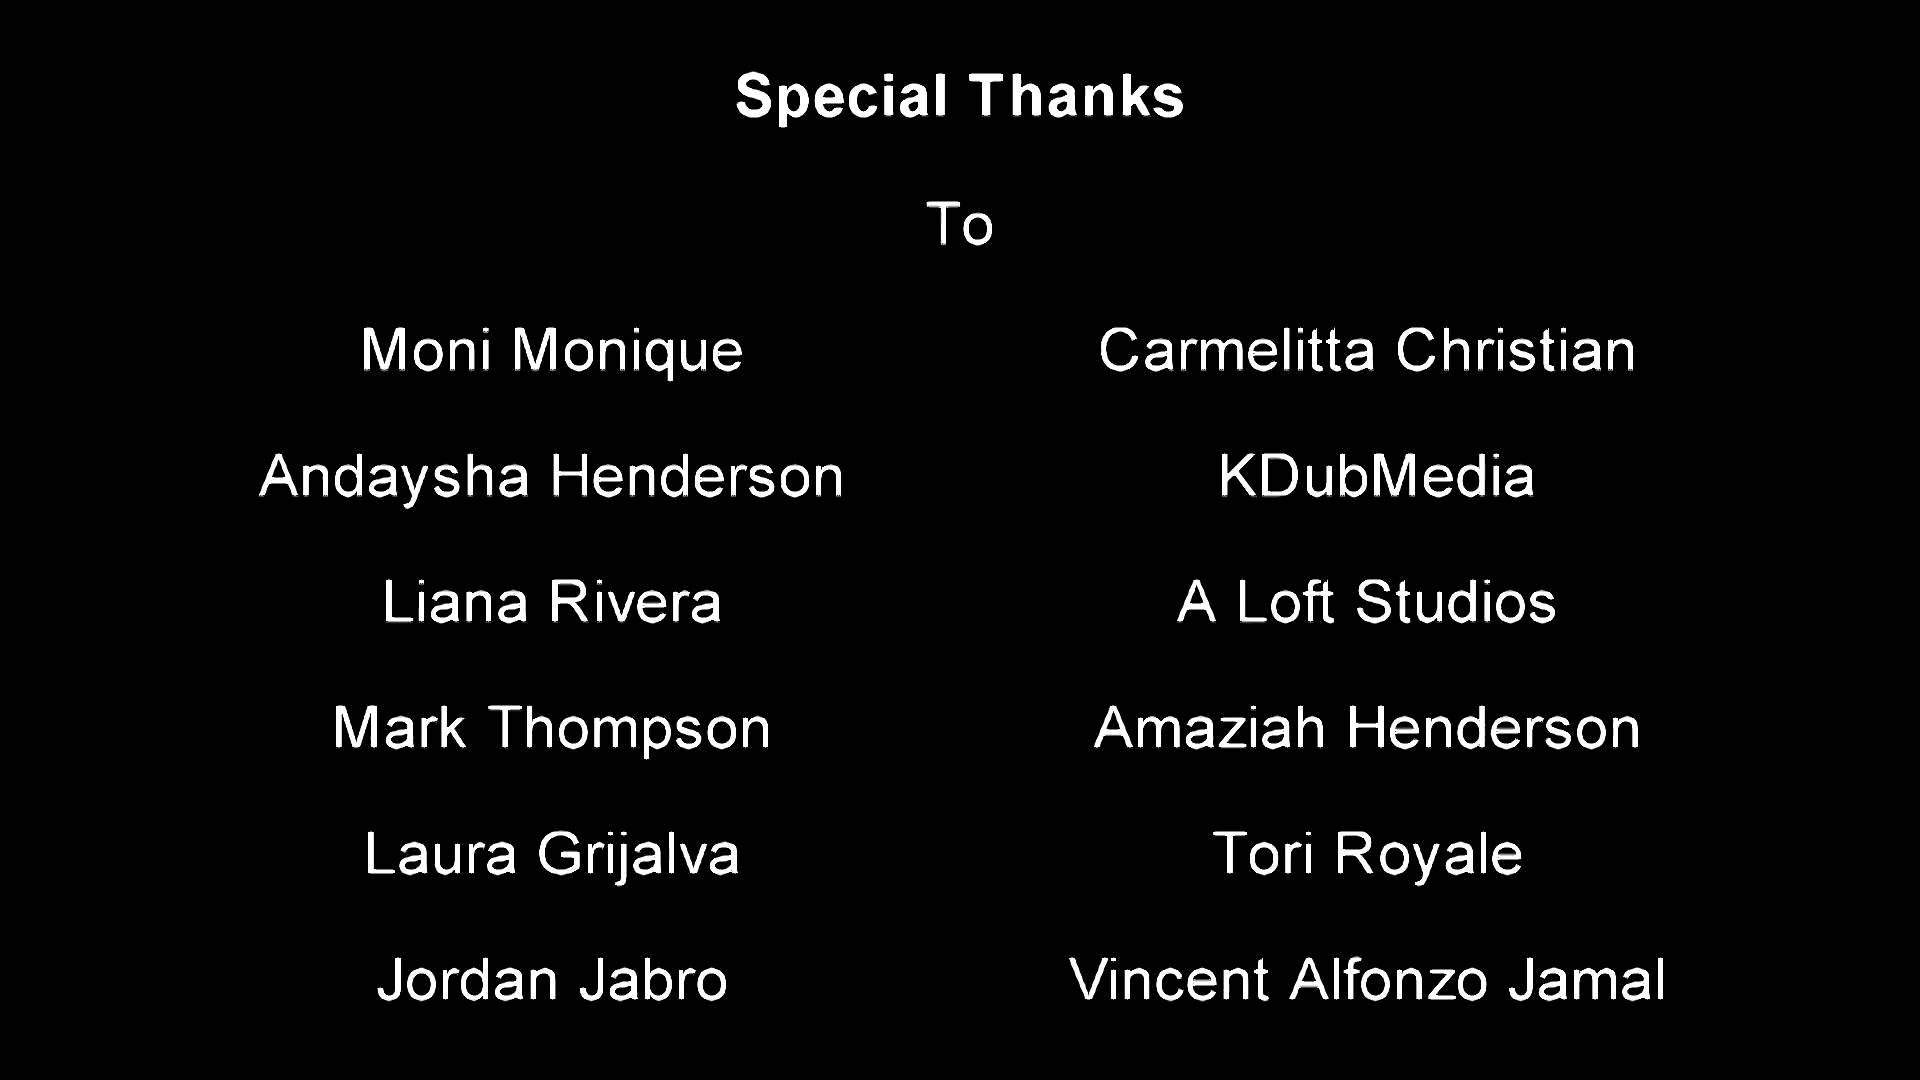 Special Thanks
To
Moni Monique
Carmelitta Christian
Andaysha Henderson
KDubMedia
Liana Rivera
A Loft Studios
Mark Thompson
Amaziah Henderson
Laura Grijalva
Tori Royale
Jordan Jabro
Vincent Alfonzo Jamal